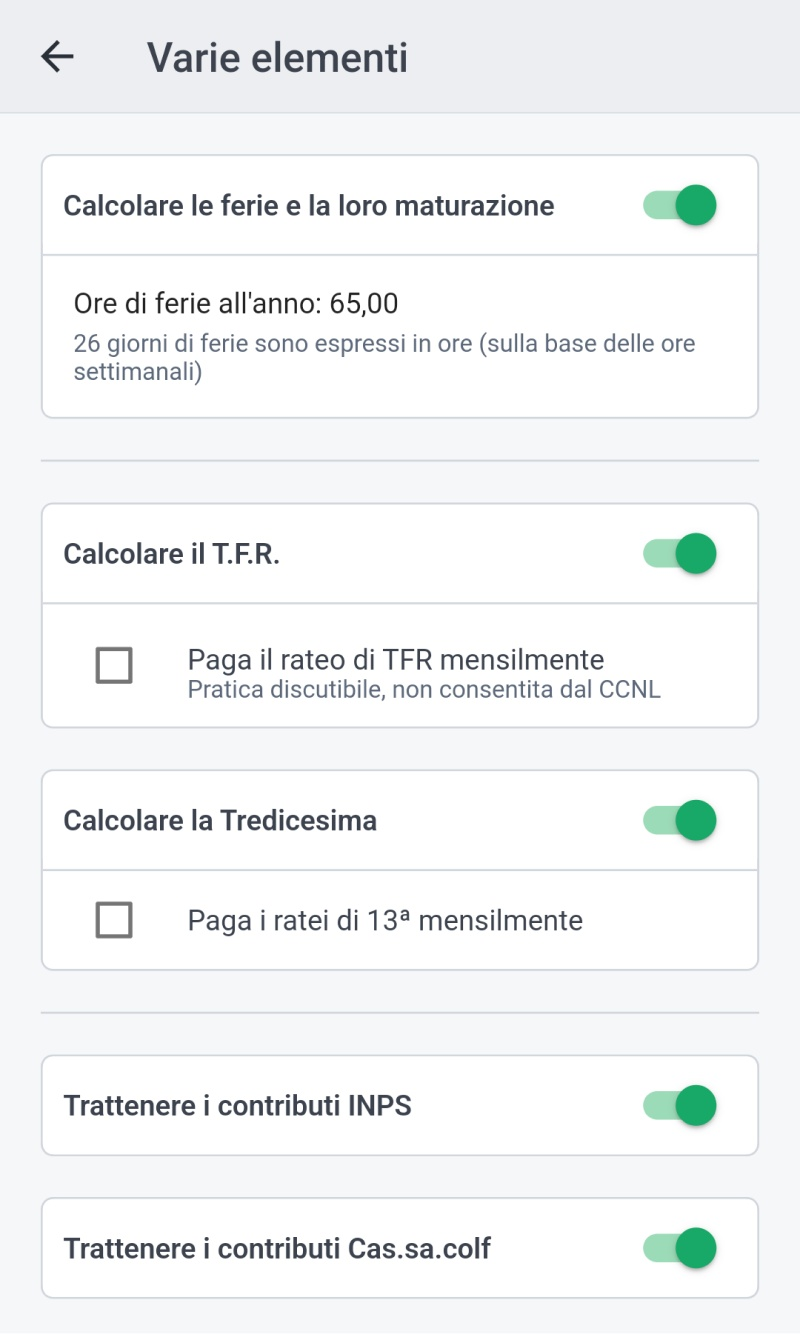 Varie elementi
Calcolare le ferie e la loro maturazione
Ore di ferie all'anno: 65,00
26 giorni di ferie sono espressi in ore (sulla base delle ore
settimanali)
Calcolare il T.F.R.
Paga il rateo di TFR mensilmente
Pratica discutibile, non consentita dal CCNL
Calcolare la Tredicesima
Paga i ratei di 13ª mensilmente
Trattenere i contributi INPS
Trattenere i contributi Cas.sa.colf